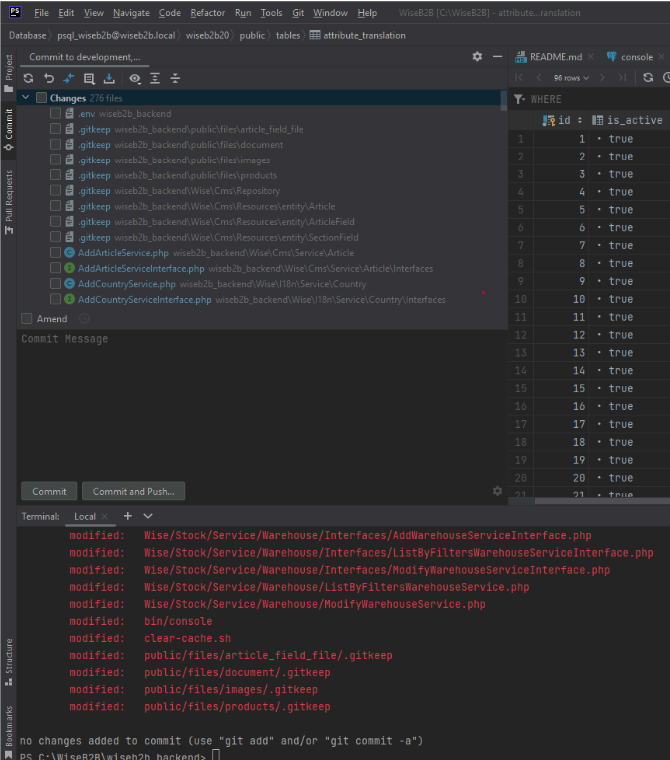 PS File Edit View Navigate Code Refactor Run Tools Git Window Help WiseB2B [C:\WiseB2B] - attribute...ranslation
Database psql_wiseb2b@wiseb2b.local wiseb2b20 public tables attribute_translation
Project
Commit
Pull Requests
Structure
Bookmarks
Commit to development,...
Changes 276 files
.env wiseb2b_backend
.gitkeep wiseb2b_backend\public\files\article_field_file
.gitkeep wiseb2b_backend\public\files\document
.gitkeep wiseb2b_backend\public\files\images
.gitkeep wiseb2b_backend\public\files\products
.gitkeep wiseb2b_backend\Wise\Cms\Repository
.gitkeep wiseb2b_backend\Wise\Cms\Resources\entity\Article
.gitkeep wiseb2b_backend\Wise\Cms\Resources\entity\ArticleField
.gitkeep wiseb2b_backend\Wise\Cms\Resources\entity\SectionField
C AddArticleService.php wiseb2b_backend\Wise\Cms\Service\Article
I AddArticleServiceInterface.php wiseb2b_backend\Wise\Cms\Service\Article\Interfaces
C AddCountryService.php wiseb2b_backend\Wise\I18n\Service\Country
I AddCountryServiceInterface.php wiseb2b_backend\Wise\I18n\Service\Country\Interfaces
Amend
Commit Message
Commit
Commit and Push...
README.md console
96 rows
WHERE
id is_active
1 1 true
2 2 true
3 3 true
4 4 true
5 5 true
6 6 true
7 7 true
8 8 true
9 9 true
10 10 true
11 11 true
12 12 true
13 13 true
14 14 true
15 15 true
16 16 true
17 17 true
18 18 true
19 19 true
20 20 true
21 21 true
Terminal: Local
modified: Wise/Stock/Service/Warehouse/Interfaces/AddWarehouseServiceInterface.php
modified: Wise/Stock/Service/Warehouse/Interfaces/ListByFiltersWarehouseServiceInterface.php
modified: Wise/Stock/Service/Warehouse/Interfaces/ModifyWarehouseServiceInterface.php
modified: Wise/Stock/Service/Warehouse/ListByFiltersWarehouseService.php
modified: Wise/Stock/Service/Warehouse/ModifyWarehouseService.php
modified: bin/console
modified: clear-cache.sh
modified: public/files/article_field_file/.gitkeep
modified: public/files/document/.gitkeep
modified: public/files/images/.gitkeep
modified: public/files/products/.gitkeep
no changes added to commit (use "git add" and/or "git commit -a")
PS C:\WiseB2B\wiseb2b_backend>